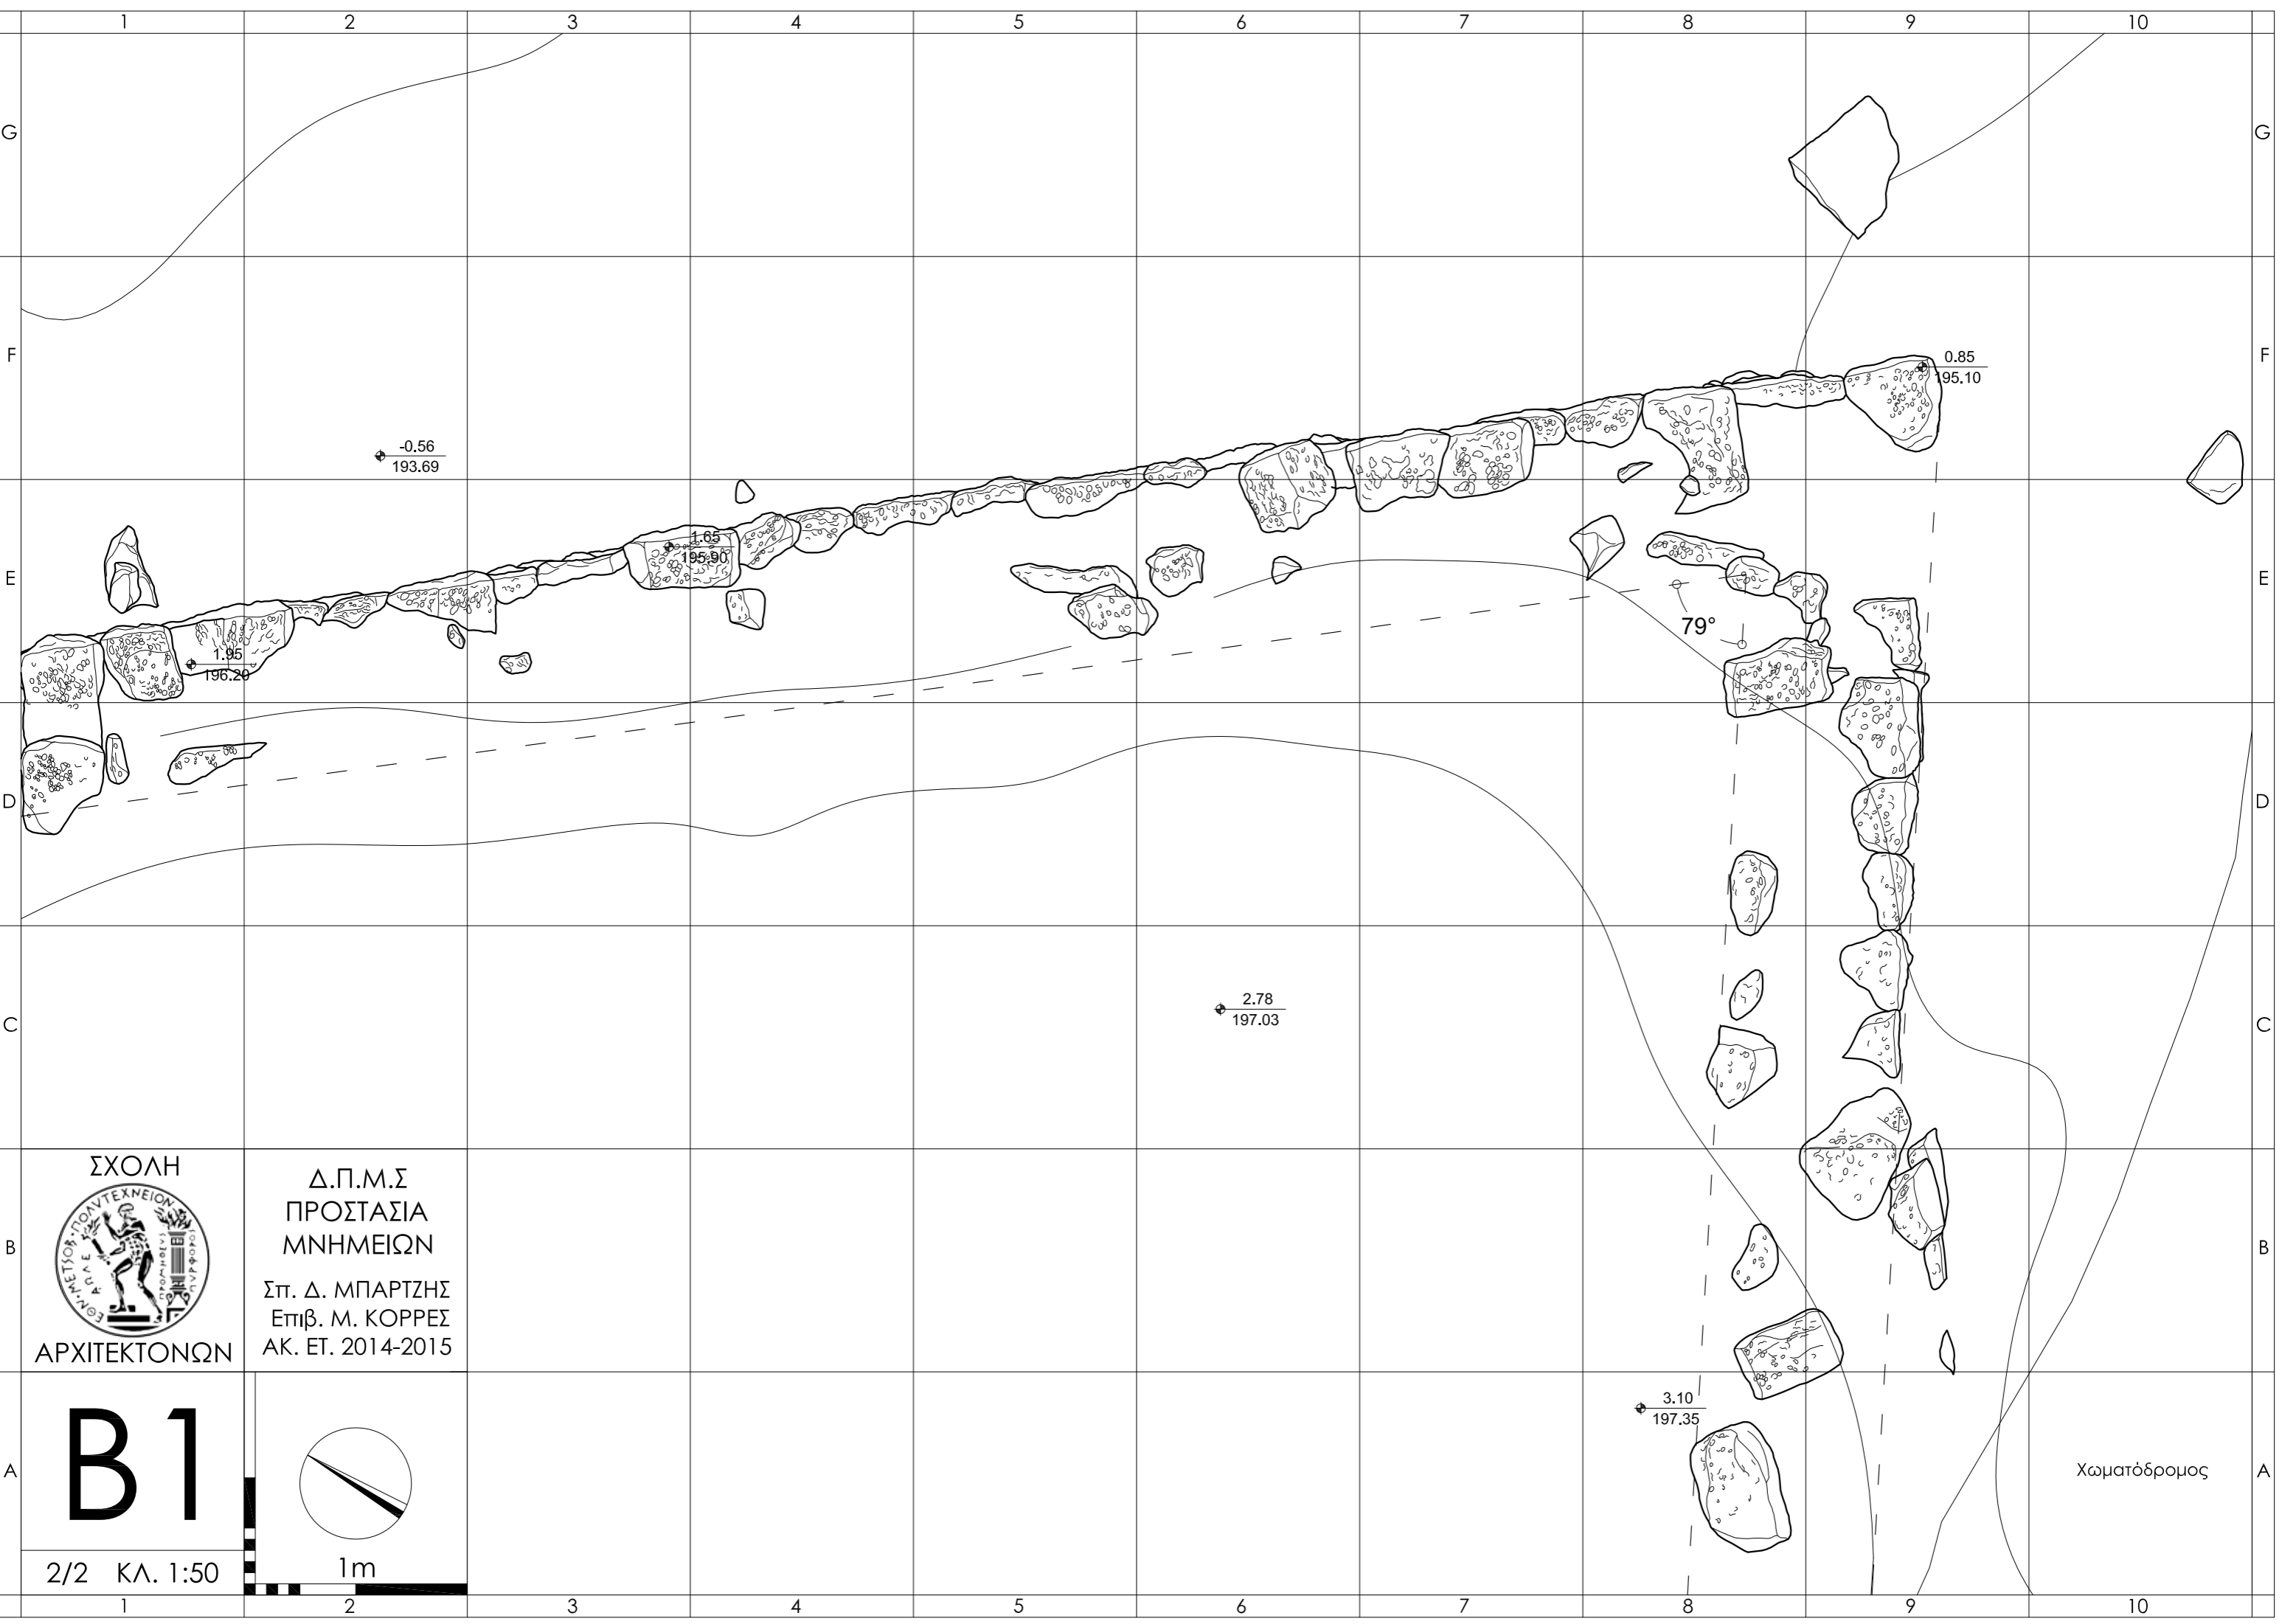 1 2 3 4 5 6 7 8 9 10
G G
F F
0.85
195.10
-0.56
193.69
E E
1.65
195.90
79°
1.95
196.20
D D
C C
2.78
197.03
ΣΧΟΛΗ
ΑΡΧΙΤΕΚΤΟΝΩΝ
Δ.Π.Μ.Σ
ΠΡΟΣΤΑΣΙΑ
ΜΝΗΜΕΙΩΝ
Σπ. Δ. ΜΠΑΡΤΖΗΣ
Επιβ. Μ. ΚΟΡΡΕΣ
ΑΚ. ΕΤ. 2014-2015
B B
3.10
197.35
A A
Χωματόδρομος
B1
2/2 ΚΛ. 1:50
1m
1 2 3 4 5 6 7 8 9 10